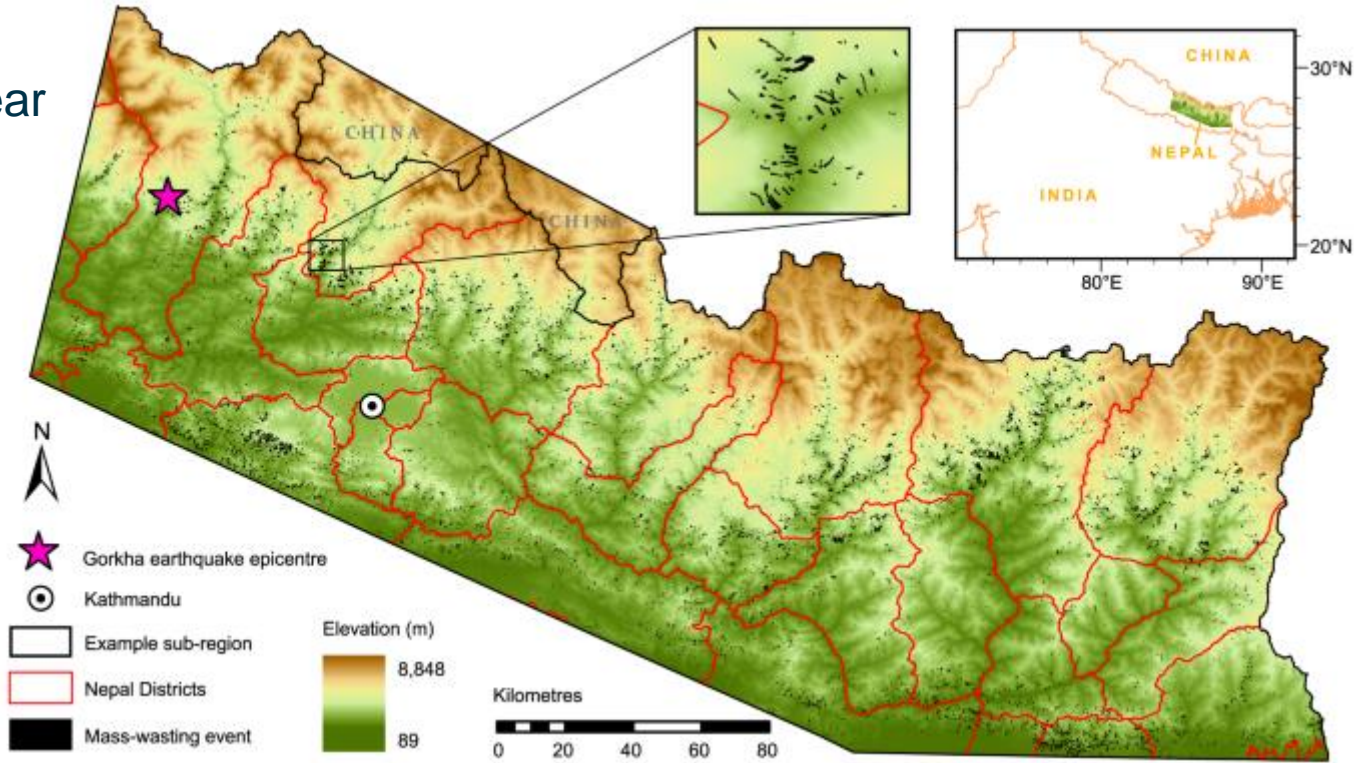 ear
CHINA
CHINA
CHINA
NEPAL
INDIA
30°N
20°N
80°E
90°E
N
Gorkha earthquake epicentre
Kathmandu
Example sub-region
Nepal Districts
Mass-wasting event
Elevation (m)
8,848
89
Kilometres
0
20
40
60
80